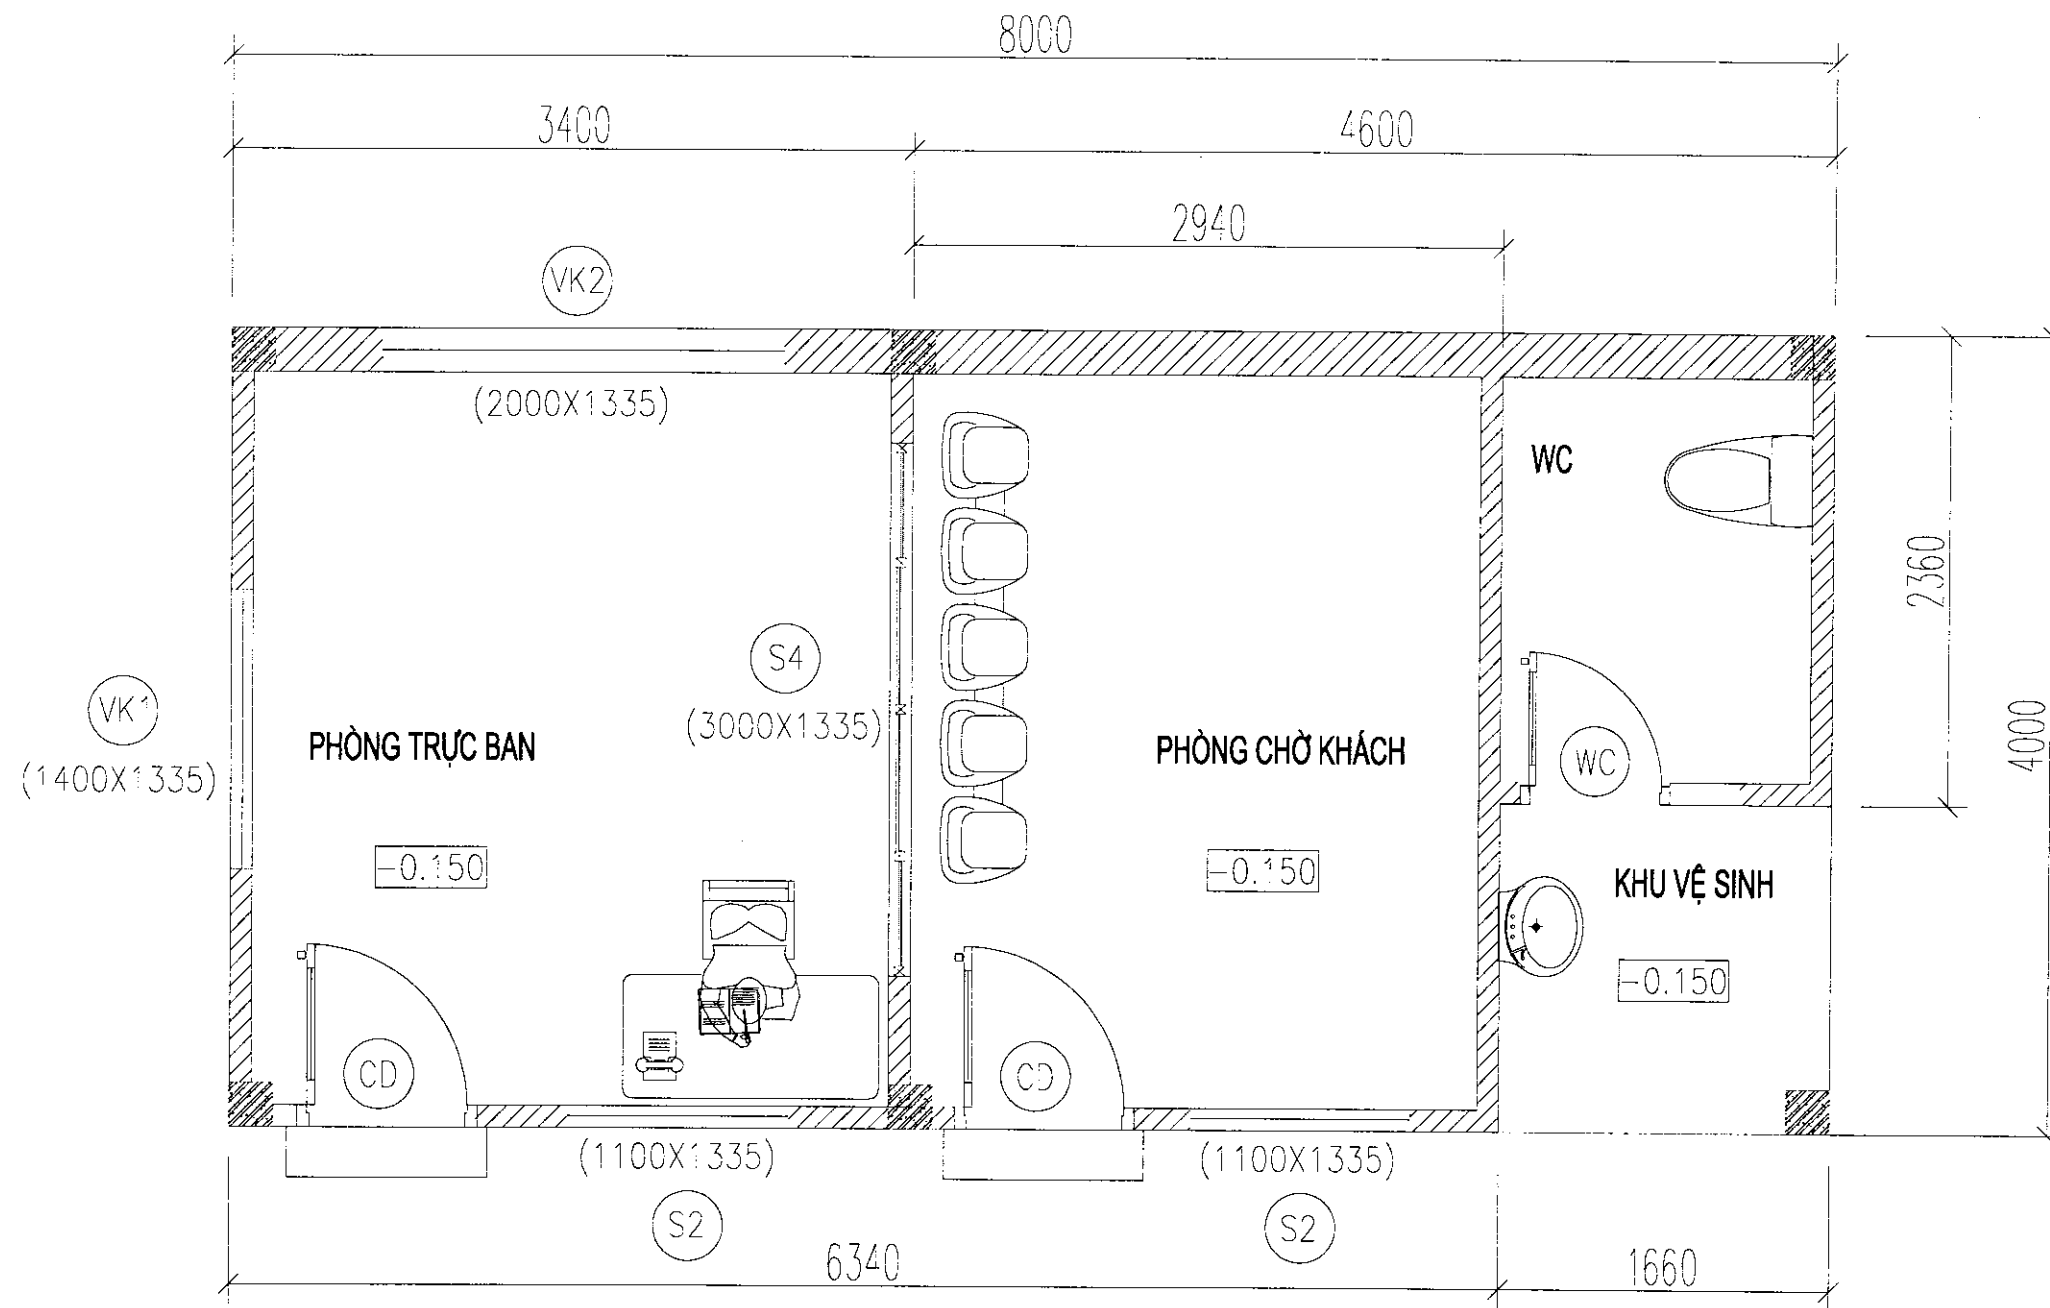 8000
3400
4600
2940
VK2
(2000X1335)
WC
2360
S4
(3000X1335)
VK1
(1400X1335)
PHÒNG TRỰC BAN
PHÒNG CHỜ KHÁCH
WC
4000
-0.150
-0.150
KHU VỆ SINH
-0.150
CD
CD
(1100X1335)
(1100X1335)
S2
S2
6340
1660